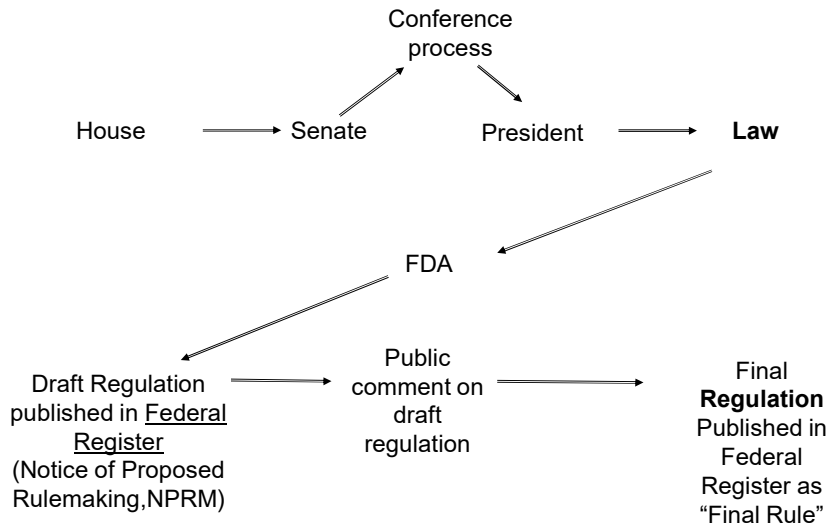 Conference
process
House
Senate
President
Law
FDA
Draft Regulation
published in Federal
Register
(Notice of Proposed
Rulemaking,NPRM)
Public
comment on
draft
regulation
Final
Regulation
Published in
Federal
Register as
“Final Rule”